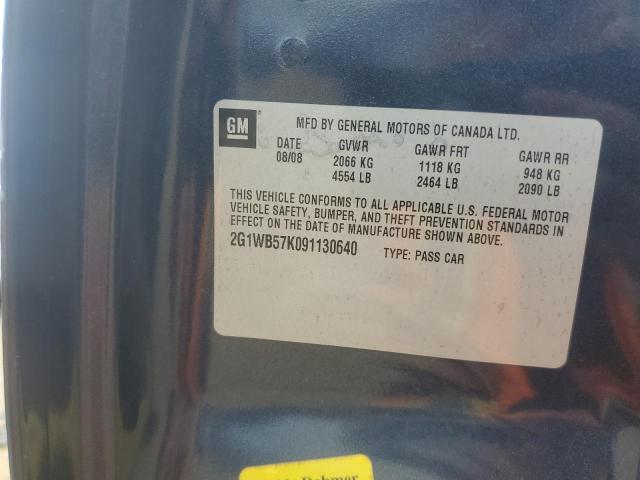 GM
MFD BY GENERAL MOTORS OF CANADA LTD.
DATE GVWR GAWR FRT GAWR RR
08/08 2066 KG 1118 KG 948 KG
4554 LB 2464 LB 2090 LB
THIS VEHICLE CONFORMS TO ALL APPLICABLE U.S. FEDERAL MOTOR
VEHICLE SAFETY, BUMPER, AND THEFT PREVENTION STANDARDS IN
EFFECT ON THE DATE OF MANUFACTURE SHOWN ABOVE.
2G1WB57K091130640 TYPE: PASS CAR